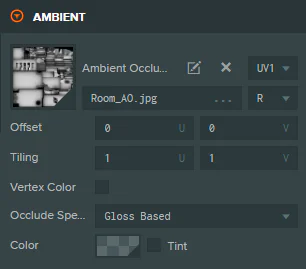 AMBIENT
Ambient Occlu... UV1
Room_AO.jpg ... R
Offset 0 U 0 V
Tiling 1 U 1 V
Vertex Color
Occlude Spe... Gloss Based
Color Tint